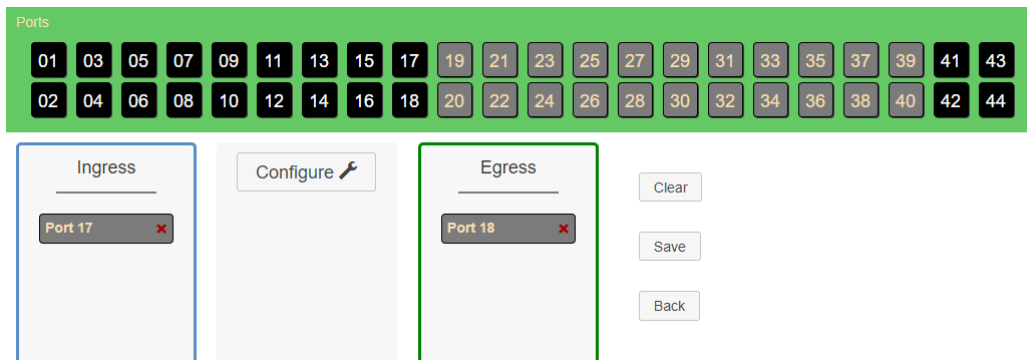 Ports
01 03 05 07 09 11 13 15 17 19 21 23 25 27 29 31 33 35 37 39 41 43
02 04 06 08 10 12 14 16 18 20 22 24 26 28 30 32 34 36 38 40 42 44
Ingress
Port 17
Configure
Egress
Port 18
Clear
Save
Back